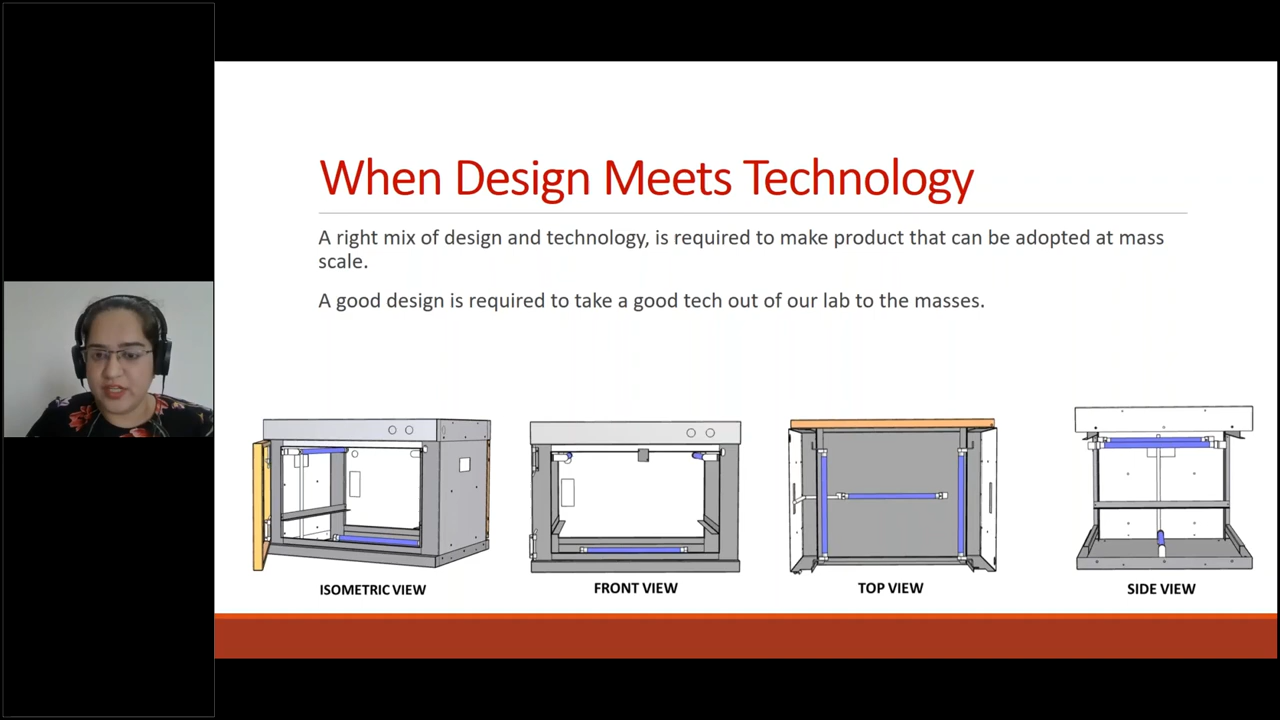 When Design Meets Technology
A right mix of design and technology, is required to make product that can be adopted at mass
scale.
A good design is required to take a good tech out of our lab to the masses.
ISOMETRIC VIEW
FRONT VIEW
TOP VIEW
SIDE VIEW